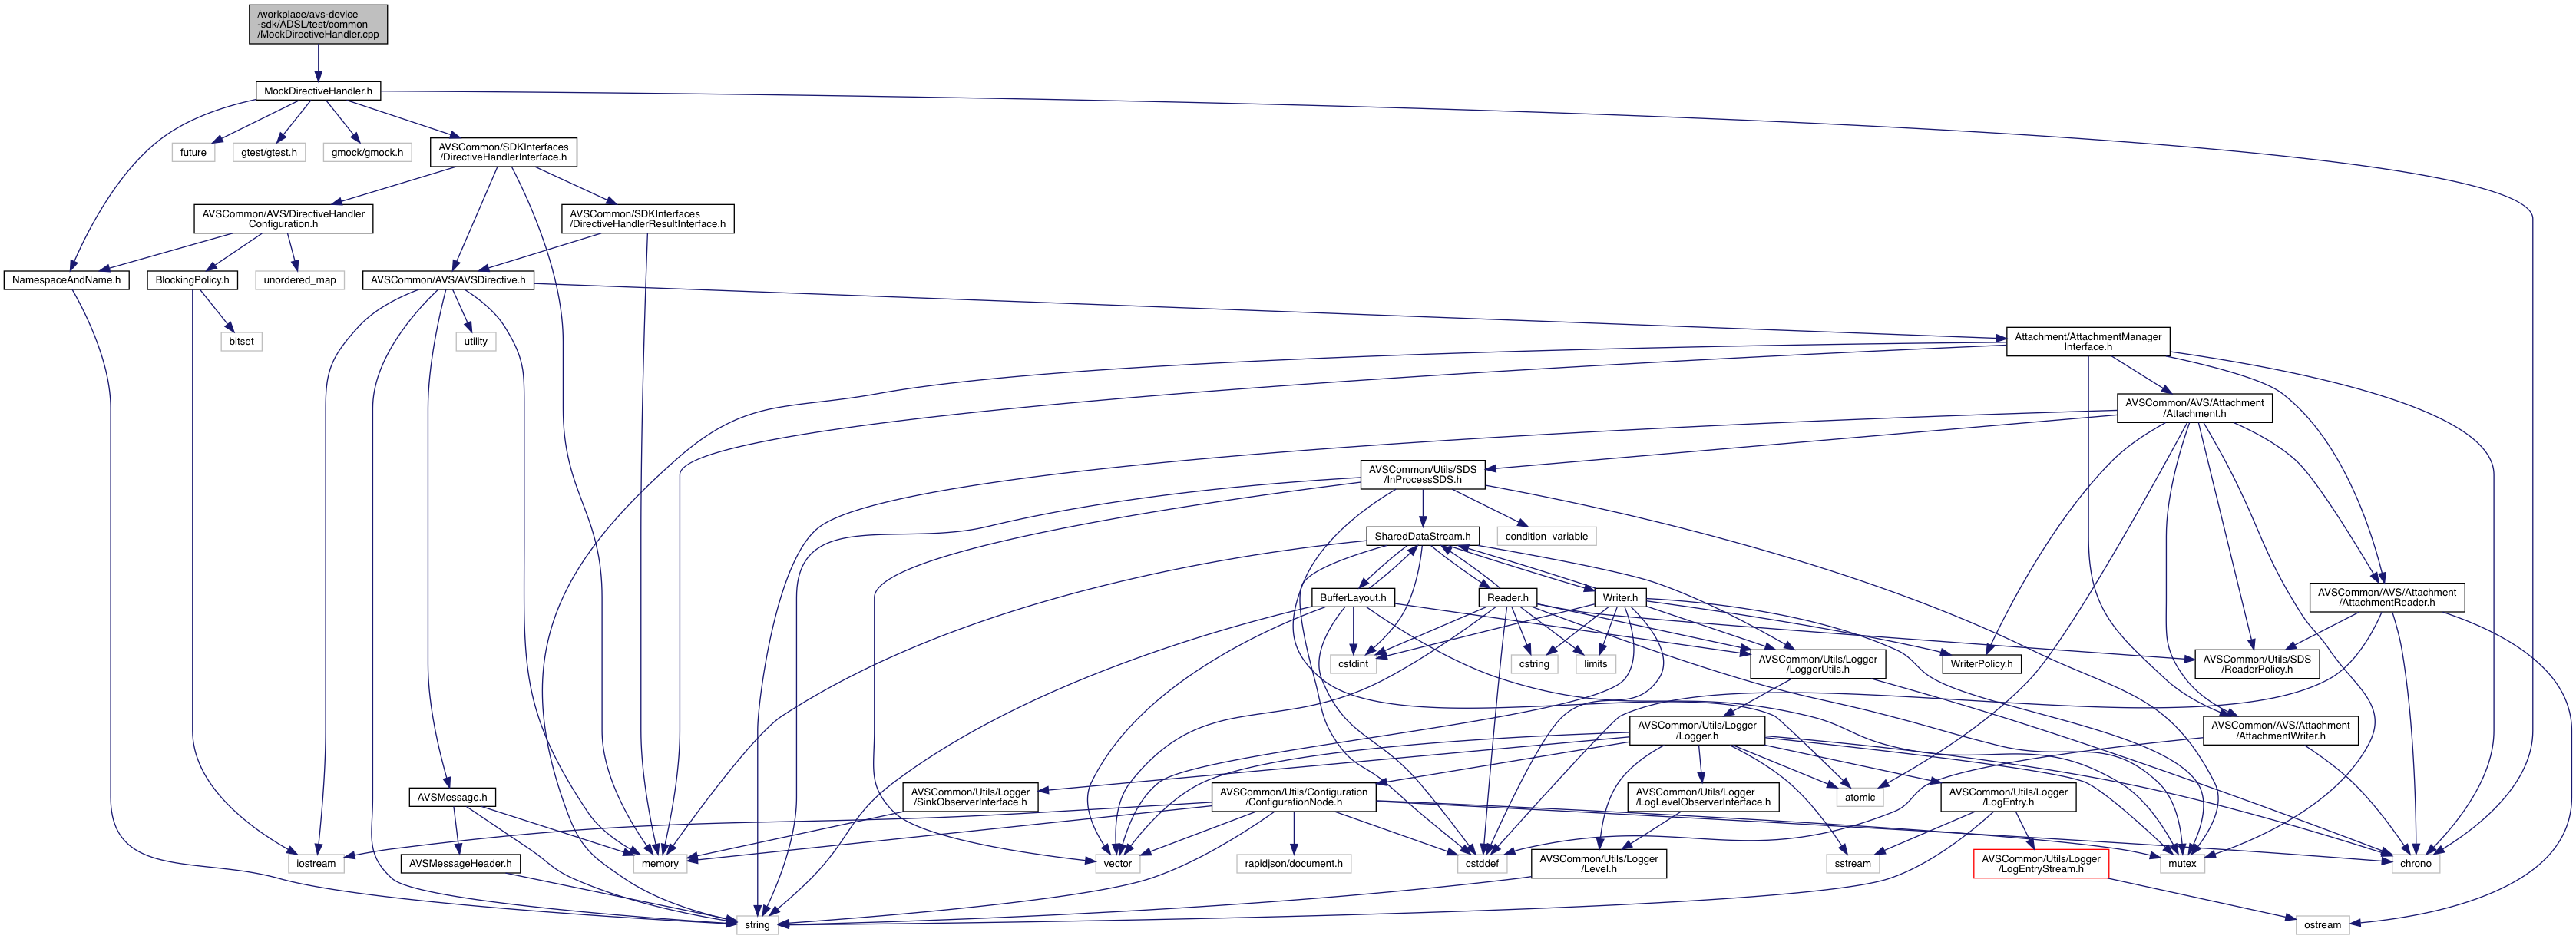 /workplace/avs-device
-sdk/ADSL/test/common
/MockDirectiveHandler.cpp
MockDirectiveHandler.h
future
gtest/gtest.h
gmock/gmock.h
AVSCommon/SDKInterfaces
/DirectiveHandlerInterface.h
AVSCommon/AVS/DirectiveHandler
Configuration.h
AVSCommon/SDKInterfaces
/DirectiveHandlerResultInterface.h
NamespaceAndName.h
BlockingPolicy.h
unordered_map
AVSCommon/AVS/AVSDirective.h
bitset
utility
Attachment/AttachmentManager
Interface.h
AVSCommon/AVS/Attachment
/Attachment.h
AVSCommon/Utils/SDS
/InProcessSDS.h
SharedDataStream.h
condition_variable
BufferLayout.h
Reader.h
Writer.h
AVSCommon/AVS/Attachment
/AttachmentReader.h
cstdint
cstring
limits
AVSCommon/Utils/Logger
/LoggerUtils.h
WriterPolicy.h
AVSCommon/Utils/SDS
/ReaderPolicy.h
AVSCommon/Utils/Logger
/Logger.h
AVSCommon/AVS/Attachment
/AttachmentWriter.h
AVSMessage.h
AVSCommon/Utils/Logger
/SinkObserverInterface.h
AVSCommon/Utils/Configuration
/ConfigurationNode.h
AVSCommon/Utils/Logger
/LogLevelObserverInterface.h
atomic
AVSCommon/Utils/Logger
/LogEntry.h
iostream
AVSMessageHeader.h
memory
vector
rapidjson/document.h
cstddef
AVSCommon/Utils/Logger
/Level.h
sstream
AVSCommon/Utils/Logger
/LogEntryStream.h
mutex
chrono
string
ostream